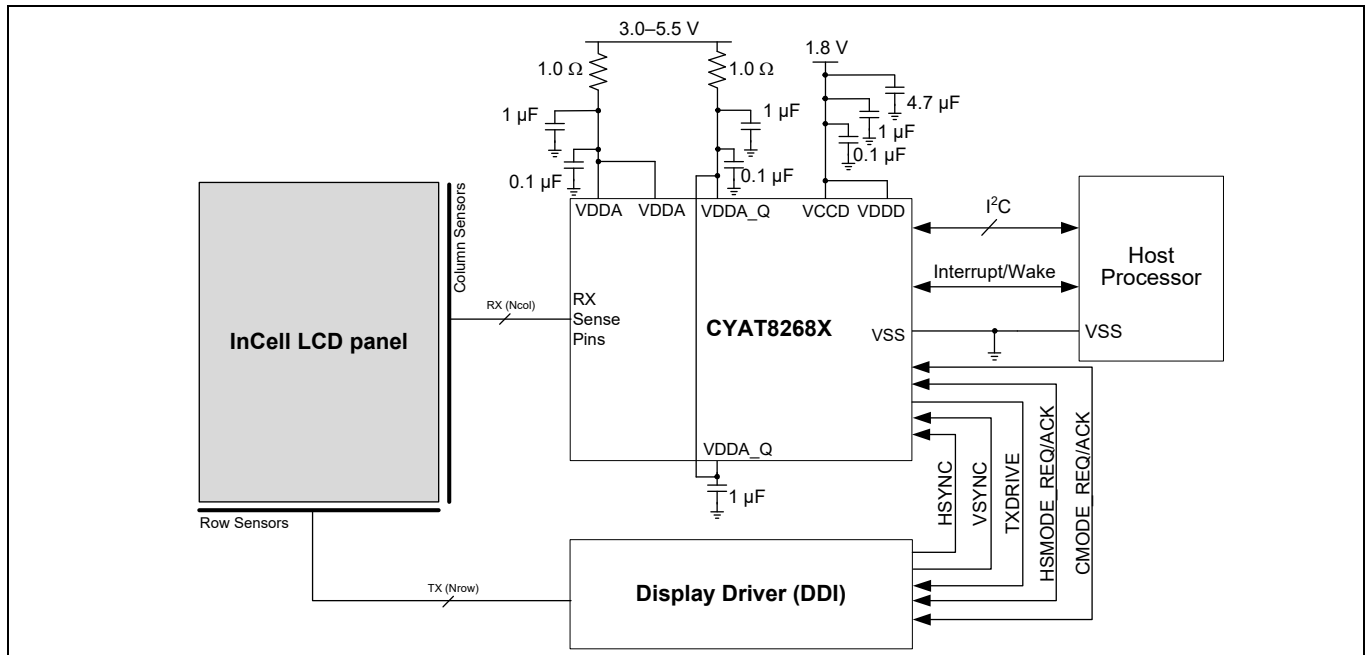 3.0–5.5 V
1.8 V
1.0 Ω
1.0 Ω
4.7 µF
1 µF
1 µF
1 µF
0.1 µF
0.1 µF
0.1 µF
VDDA
VDDA
VDDA_Q
VCCD
VDDD
I²C
Column Sensors
Host
Processor
Interrupt/Wake
RX (Ncol)
RX
Sense
Pins
InCell LCD panel
CYAT8268X
VSS
VSS
VDDA_Q
1 µF
HSYNC
VSYNC
TXDRIVE
HSMODE_REQ/ACK
CMODE_REQ/ACK
Row Sensors
TX (Nrow)
Display Driver (DDI)